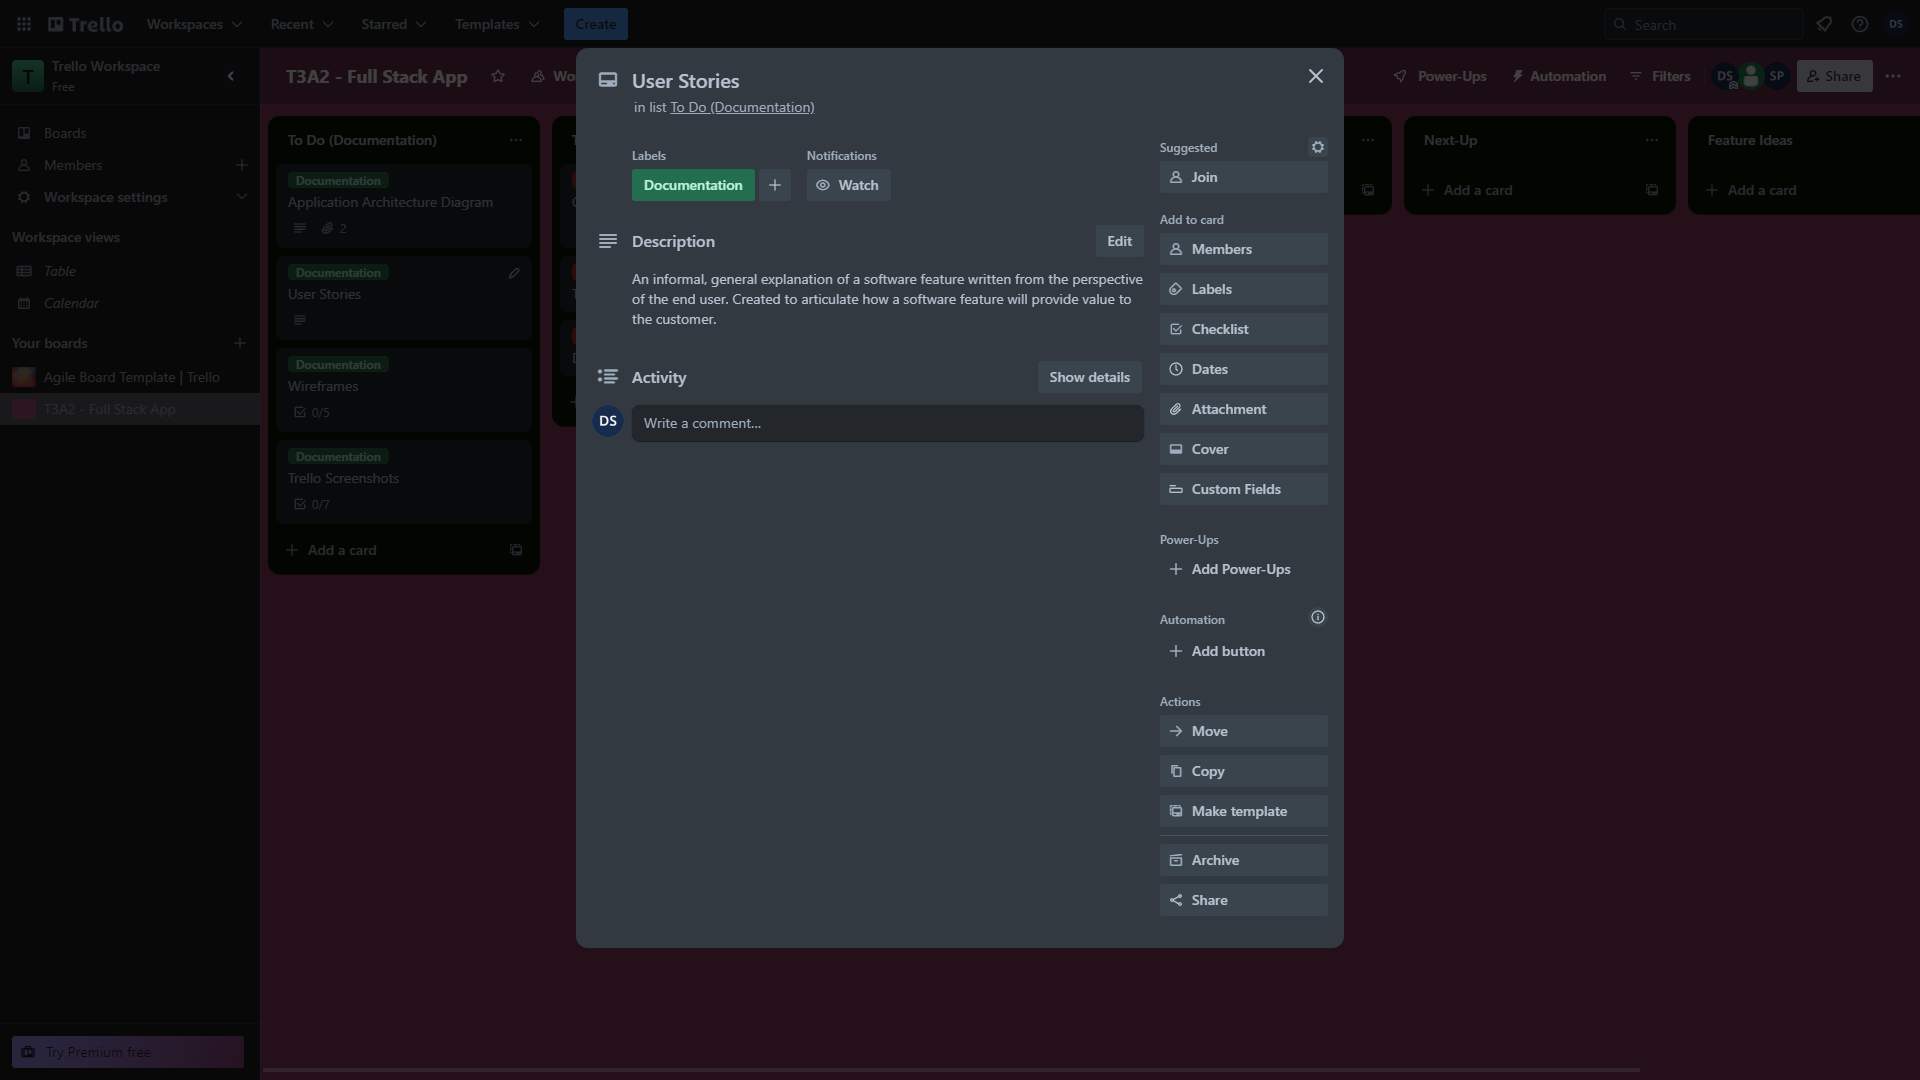 Trello
Workspaces
Recent
Starred
Templates
Create
Search
DS
T
Trello Workspace
Free
T3A2 - Full Stack App
Power-Ups
Automation
Filters
DS
SP
Share
Boards
Members
Workspace settings
Workspace views
Table
Calendar
Your boards
Agile Board Template | Trello
T3A2 - Full Stack App
Try Premium free
To Do (Documentation)
Documentation
Application Architecture Diagram
2
Documentation
User Stories
Documentation
Wireframes
0/5
Documentation
Trello Screenshots
0/7
Add a card
User Stories
in list To Do (Documentation)
Labels
Notifications
Documentation
Watch
Description
Edit
An informal, general explanation of a software feature written from the perspective
of the end user. Created to articulate how a software feature will provide value to
the customer.
Activity
Show details
DS
Write a comment...
Suggested
Join
Add to card
Members
Labels
Checklist
Dates
Attachment
Cover
Custom Fields
Power-Ups
Add Power-Ups
Automation
Add button
Actions
Move
Copy
Make template
Archive
Share
Next-Up
Add a card
Feature Ideas
Add a card